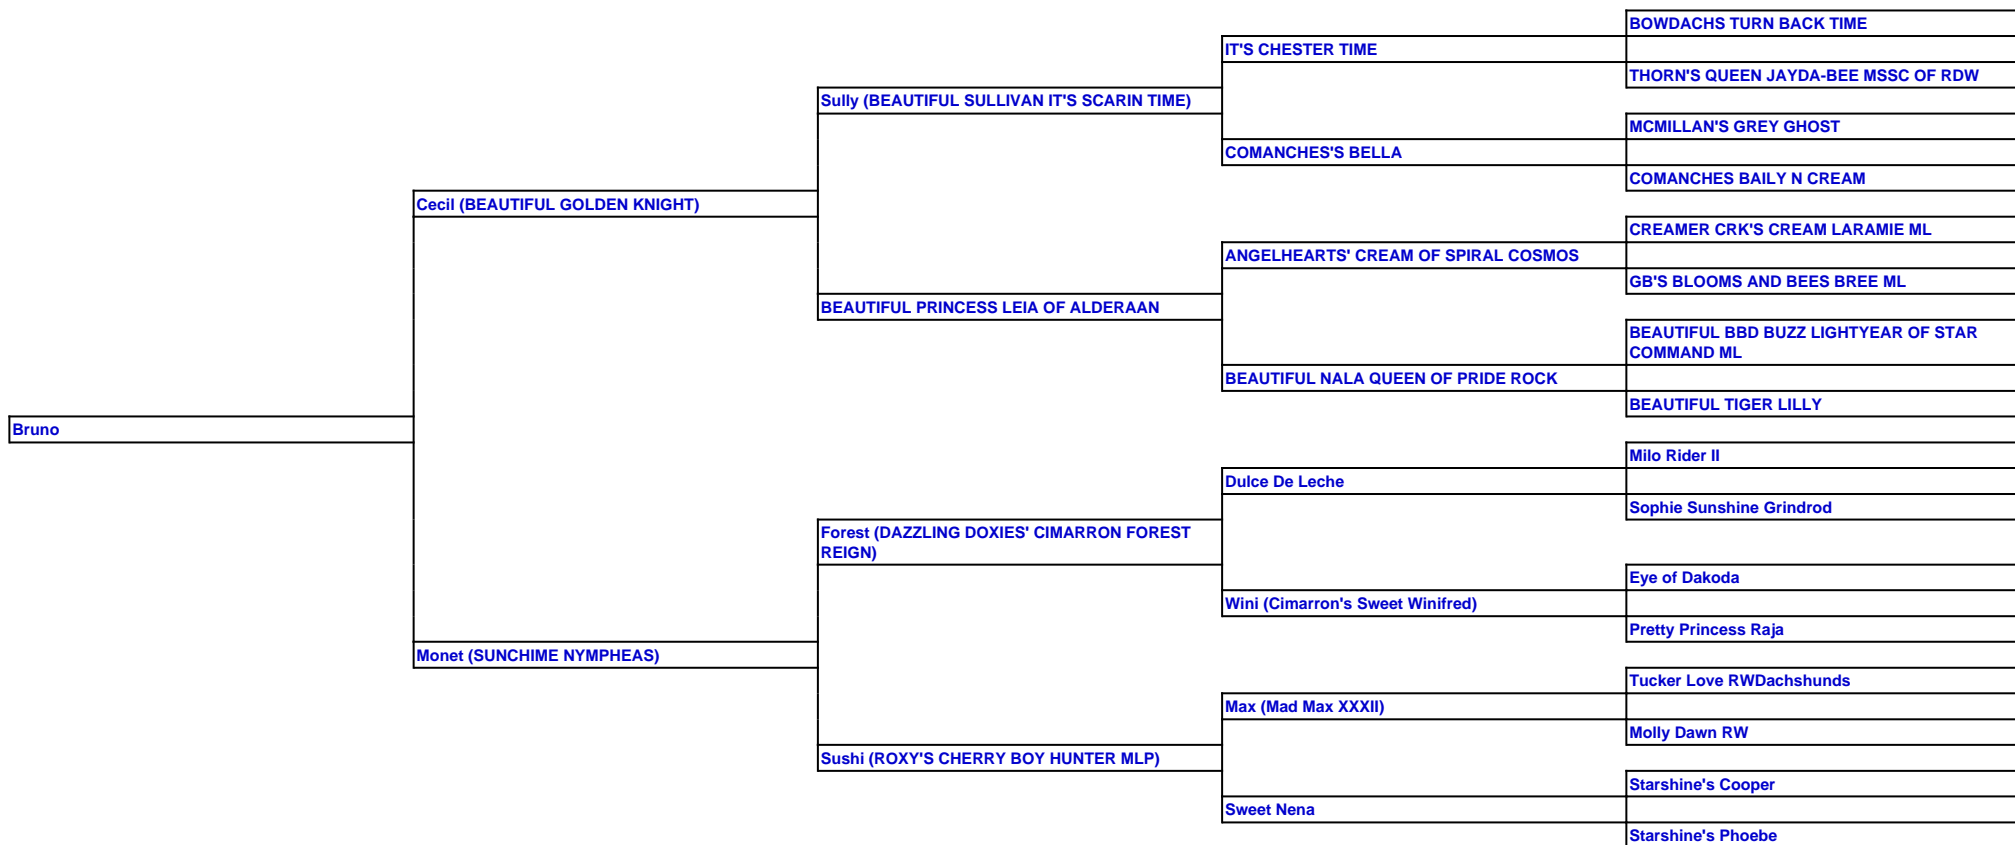 BOWDACHS TURN BACK TIME
IT'S CHESTER TIME
THORN'S QUEEN JAYDA-BEE MSSC OF RDW
Sully (BEAUTIFUL SULLIVAN IT'S SCARIN TIME)
MCMILLAN'S GREY GHOST
COMANCHES'S BELLA
COMANCHES BAILY N CREAM
Cecil (BEAUTIFUL GOLDEN KNIGHT)
CREAMER CRK'S CREAM LARAMIE ML
ANGELHEARTS' CREAM OF SPIRAL COSMOS
GB'S BLOOMS AND BEES BREE ML
BEAUTIFUL PRINCESS LEIA OF ALDERAAN
BEAUTIFUL BBD BUZZ LIGHTYEAR OF STAR
COMMAND ML
BEAUTIFUL NALA QUEEN OF PRIDE ROCK
BEAUTIFUL TIGER LILLY
Bruno
Milo Rider II
Dulce De Leche
Sophie Sunshine Grindrod
Forest (DAZZLING DOXIES' CIMARRON FOREST
REIGN)
Eye of Dakoda
Wini (Cimarron's Sweet Winifred)
Pretty Princess Raja
Monet (SUNCHIME NYMPHEAS)
Tucker Love RWDachshunds
Max (Mad Max XXXII)
Molly Dawn RW
Sushi (ROXY'S CHERRY BOY HUNTER MLP)
Starshine's Cooper
Sweet Nena
Starshine's Phoebe